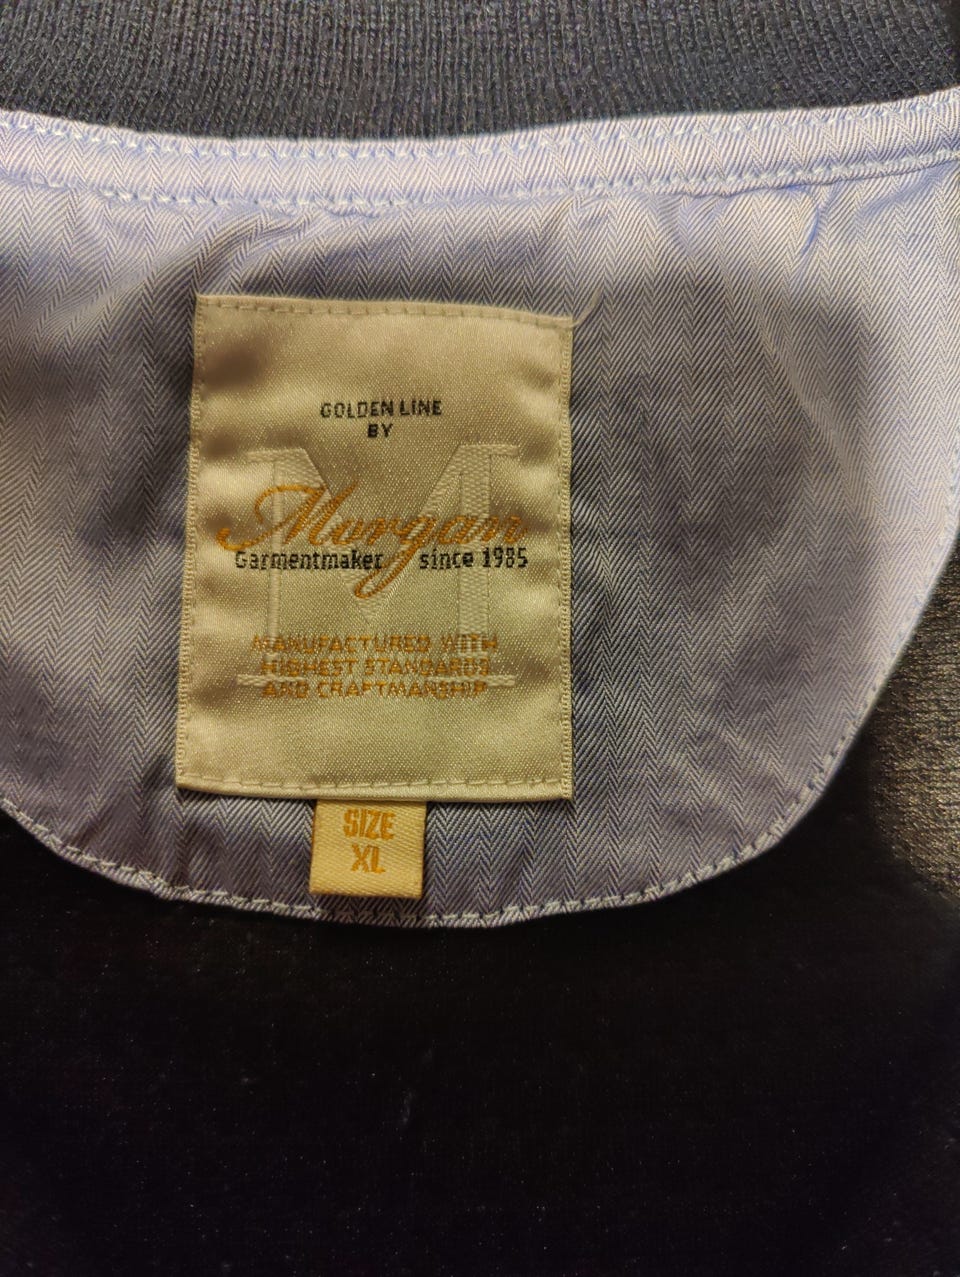 GOLDEN LINE
BY
M
Morgan
Garmentmaker since 1985
MANUFACTURED WITH
HIGHEST STANDARDS
AND CRAFTMANSHIP
SIZE
XL